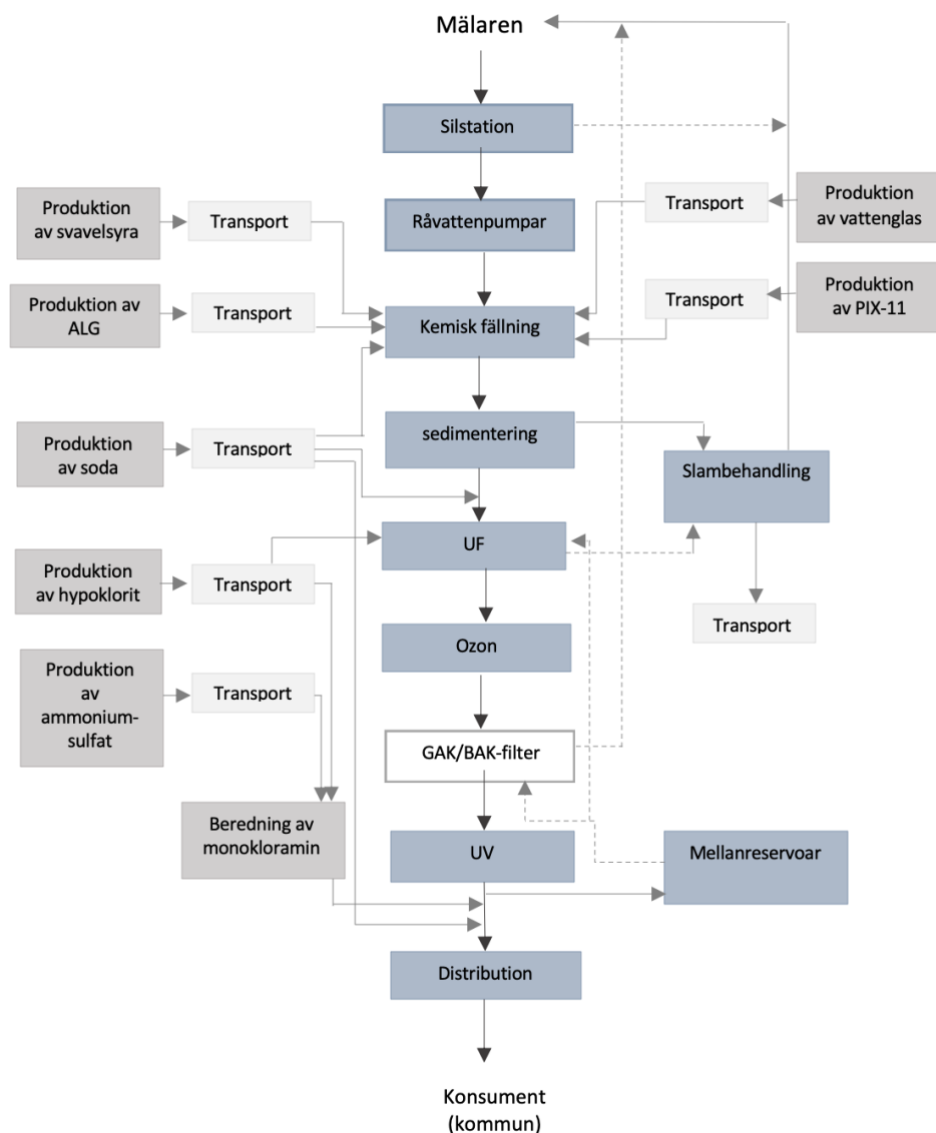 Mälaren
Silstation
Produktion
av svavelsyra
Transport
Råvattenpumpar
Transport
Produktion
av vattenglas
Produktion av
ALG
Transport
Kemisk fällning
Transport
Produktion
av PIX-11
Produktion
av soda
Transport
sedimentering
Slambehandling
Produktion
av hypoklorit
Transport
UF
Transport
Ozon
Produktion
av
ammonium-
sulfat
Transport
GAK/BAK-filter
Beredning av
monokloramin
UV
Mellanreservoar
Distribution
Konsument
(kommun)